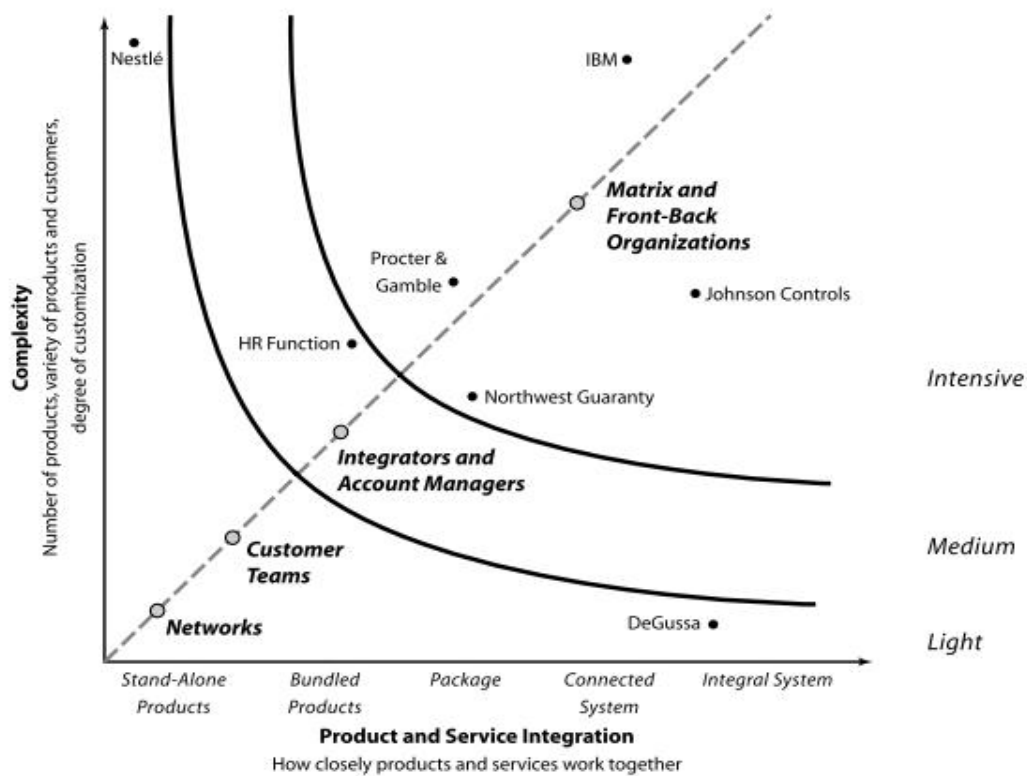 Nestlé
IBM
Matrix and
Front-Back
Organizations
Procter &
Gamble
Johnson Controls
HR Function
Northwest Guaranty
Integrators and
Account Managers
Customer
Teams
Networks
DeGussa
Intensive
Medium
Light
Complexity
Number of products, variety of products and customers,
degree of customization
Stand-Alone
Products
Bundled
Products
Package
Connected
System
Integral System
Product and Service Integration
How closely products and services work together